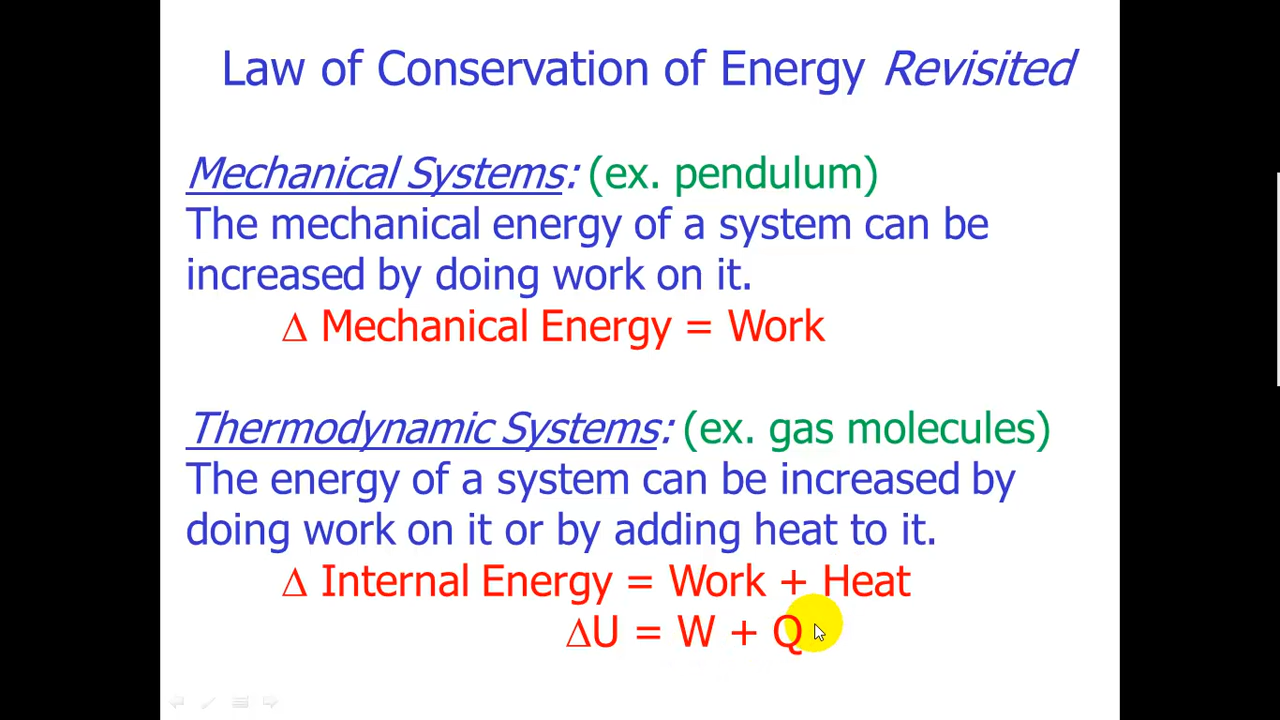 Law of Conservation of Energy Revisited
Mechanical Systems: (ex. pendulum)
The mechanical energy of a system can be
increased by doing work on it.
Δ Mechanical Energy = Work
Thermodynamic Systems: (ex. gas molecules)
The energy of a system can be increased by
doing work on it or by adding heat to it.
Δ Internal Energy = Work + Heat
ΔU = W + Q